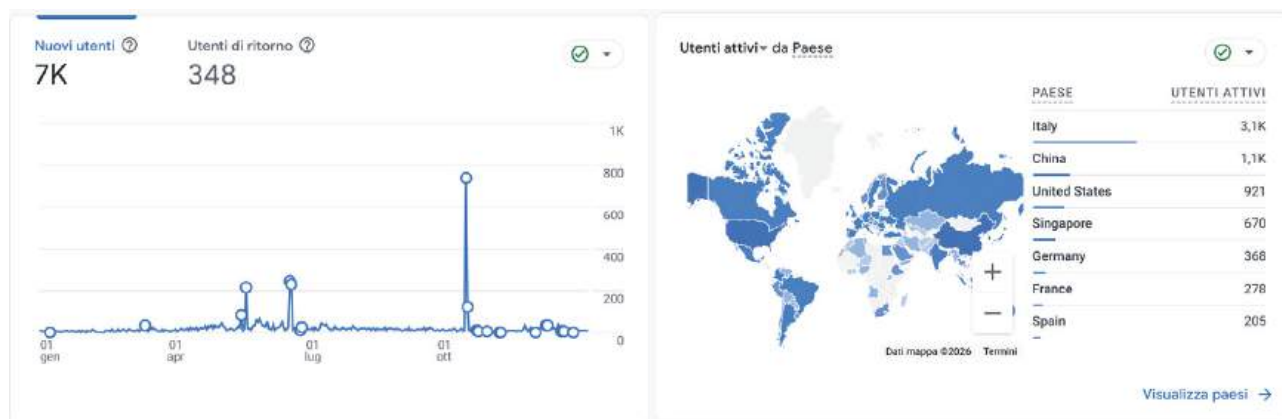 Nuovi utenti
Utenti di ritorno
7K
348
1K
800
600
400
200
0
01 gen
01 apr
01 lug
01 ott
Utenti attivi da Paese
PAESE UTENTI ATTIVI
Italy 3,1K
China 1,1K
United States 921
Singapore 670
Germany 368
France 278
Spain 205
Dati mappa ©2026 Termini
Visualizza paesi